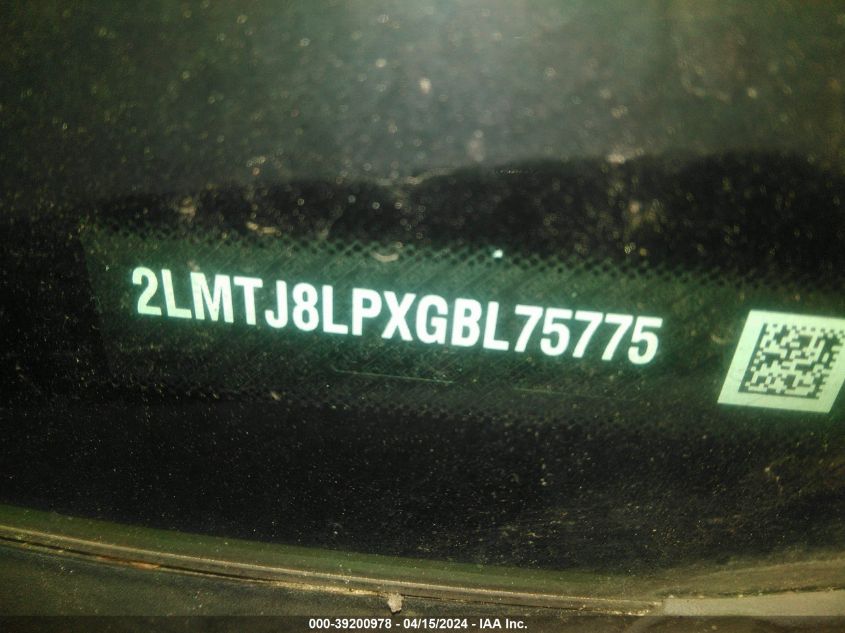 2LMTJ8LPXGBL75775
000-39200978 - 04/15/2024 - IAA Inc.